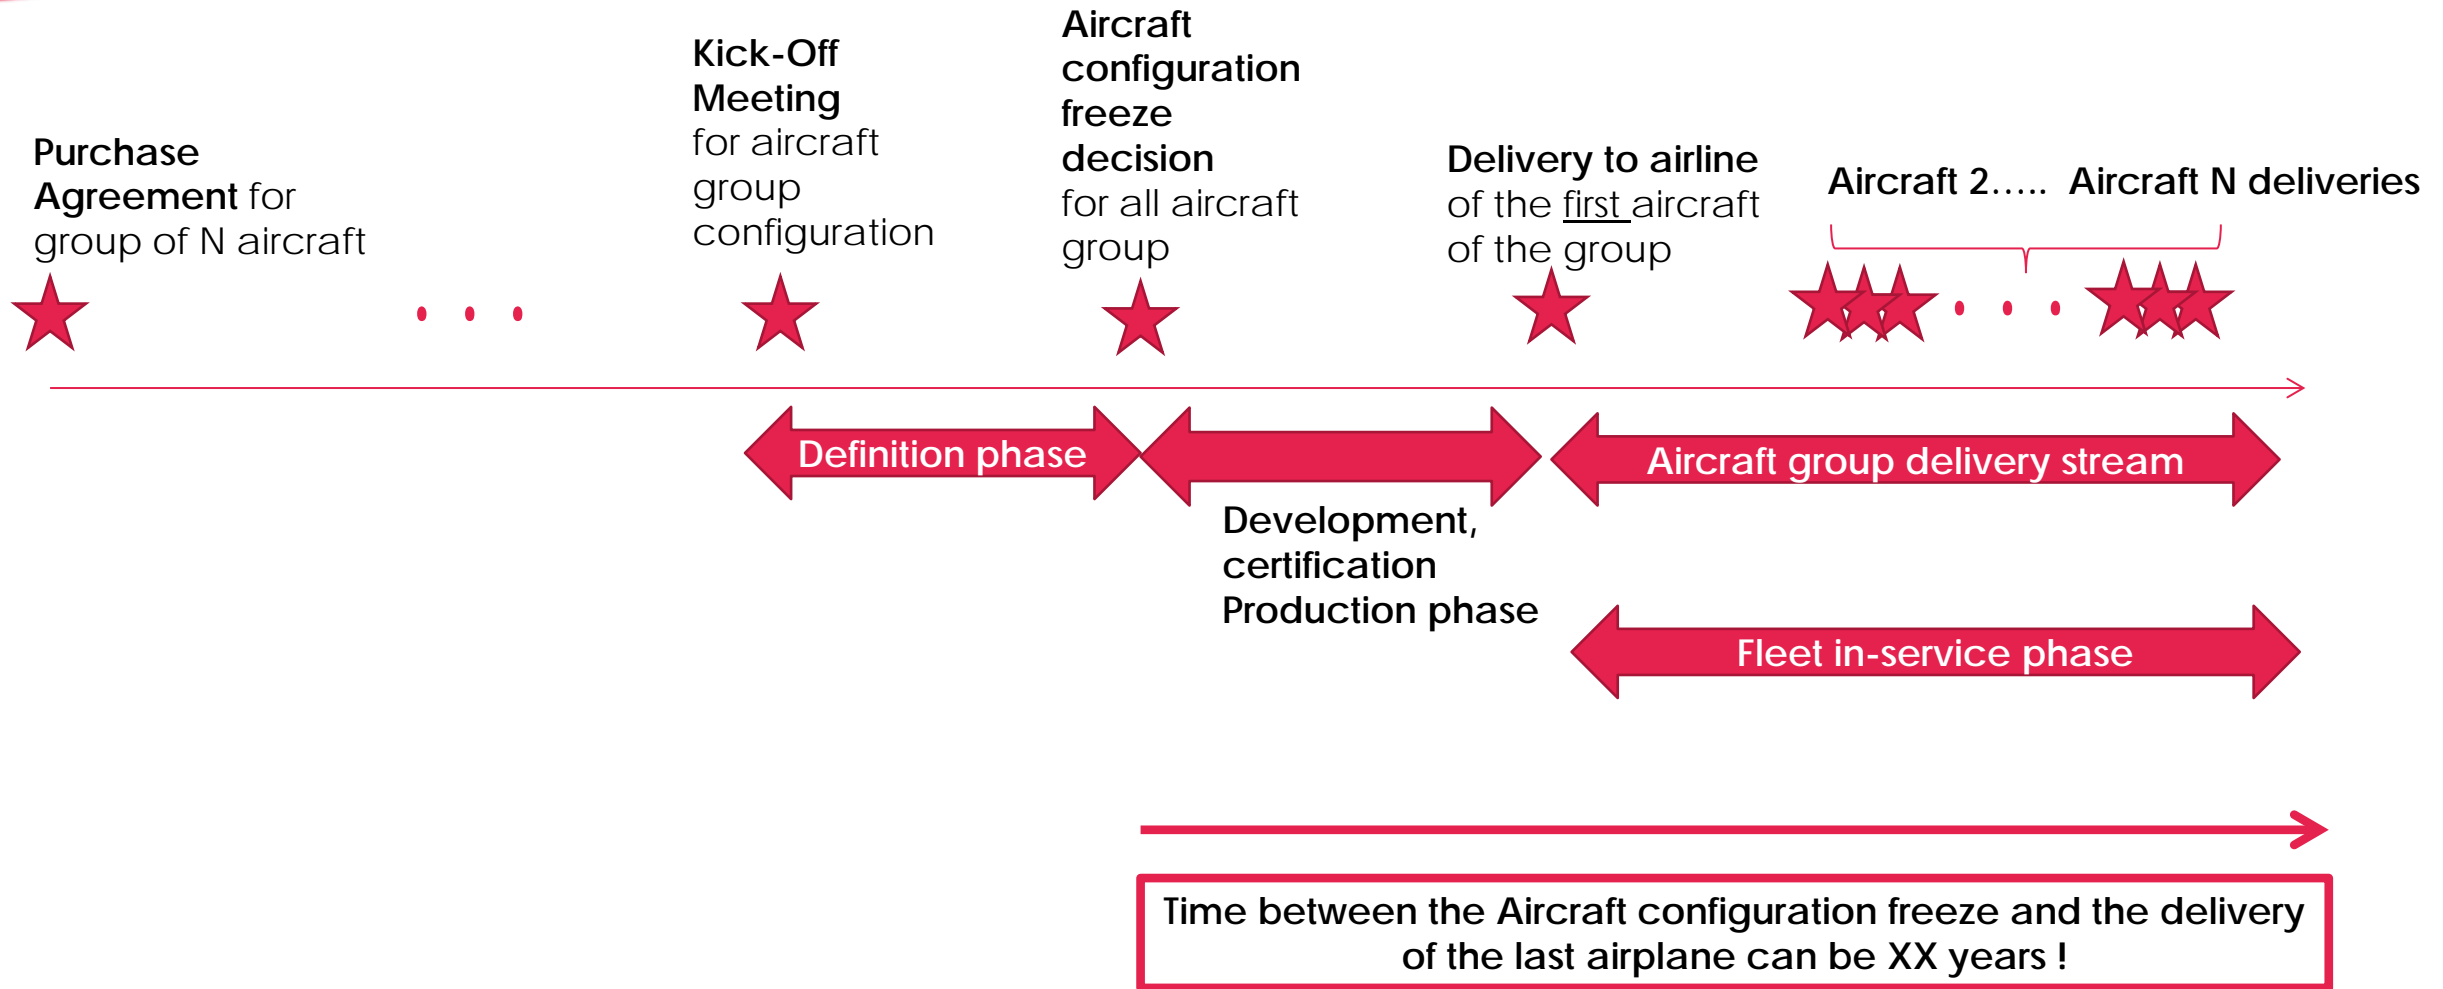 Purchase
Agreement for
group of N aircraft
Kick-Off
Meeting
for aircraft
group
configuration
Aircraft
configuration
freeze
decision
for all aircraft
group
Delivery to airline
of the first aircraft
of the group
Aircraft 2..... Aircraft N deliveries
Definition phase
Development,
certification
Production phase
Aircraft group delivery stream
Fleet in-service phase
Time between the Aircraft configuration freeze and the delivery
of the last airplane can be XX years !